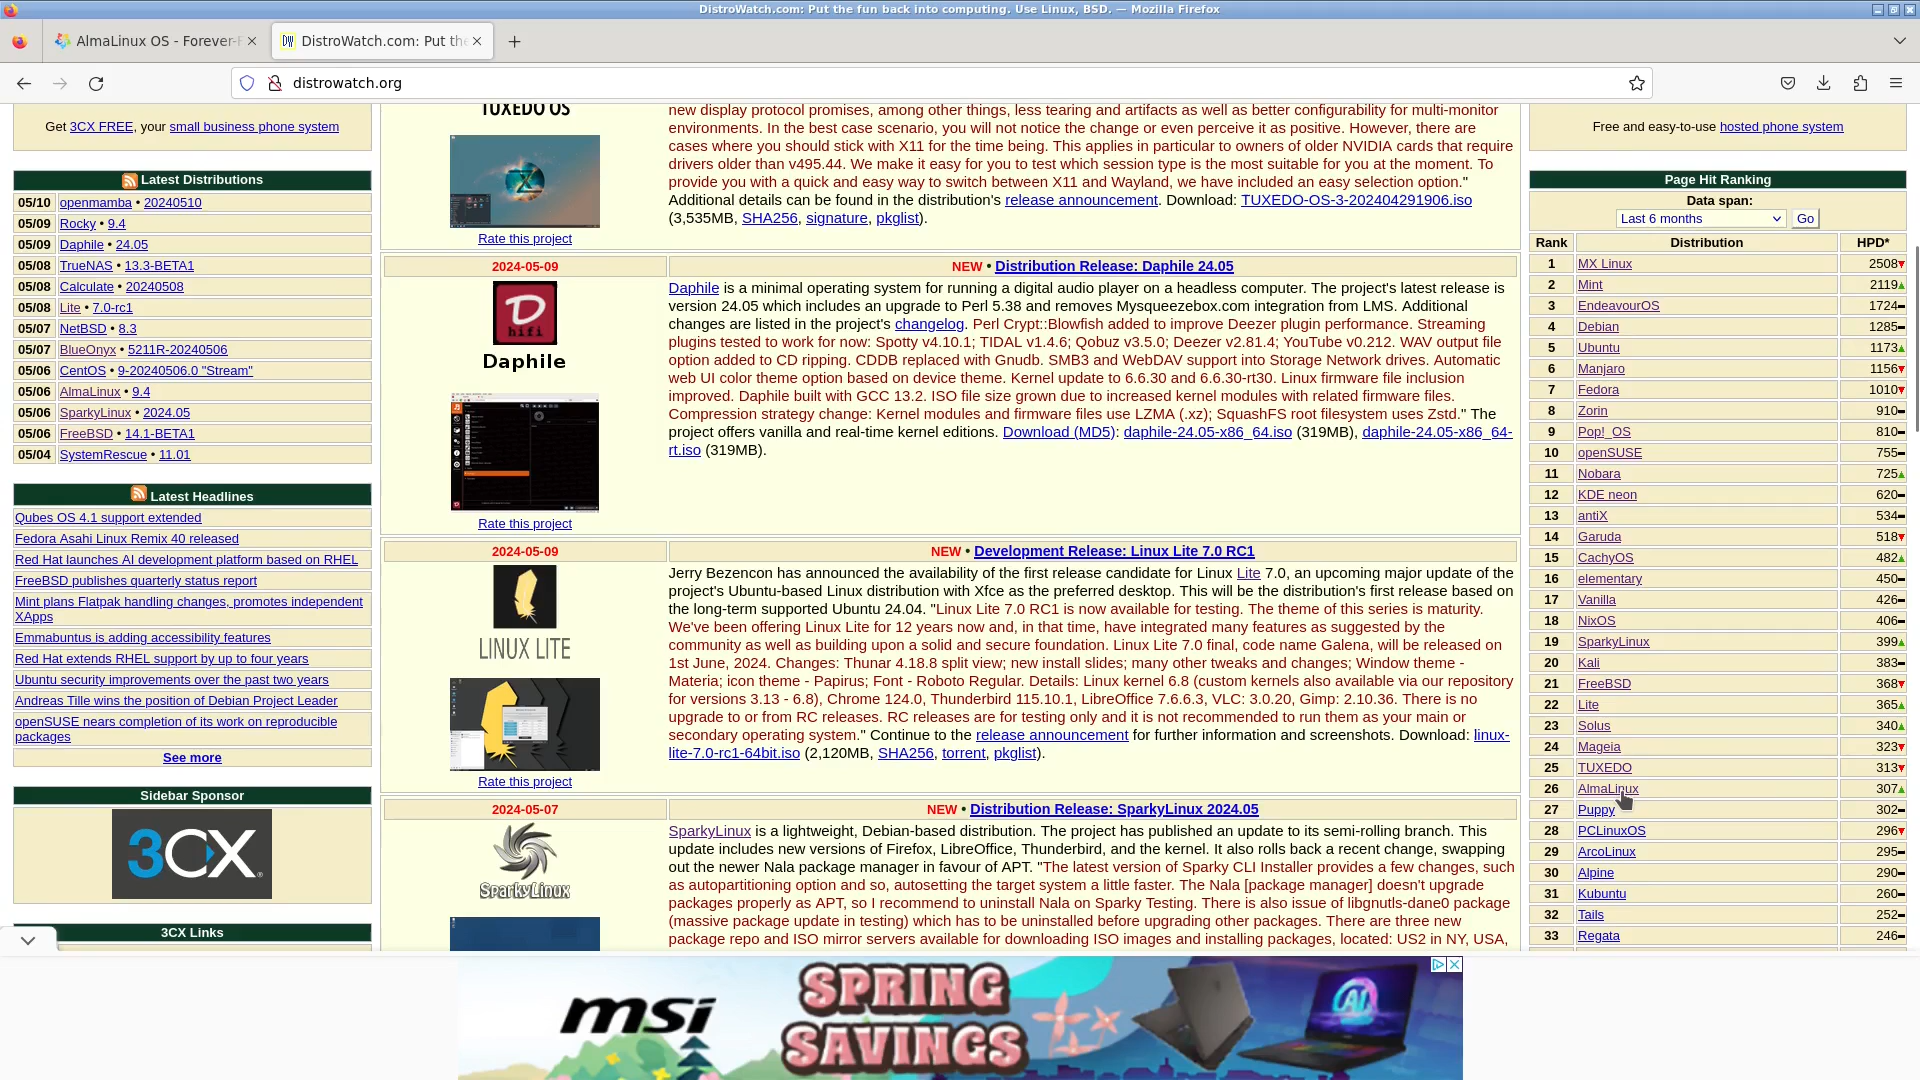 DistroWatch.com: Put the fun back into computing. Use Linux, BSD. — Mozilla Firefox
AlmaLinux OS - Forever-F
DistroWatch.com: Put the
distrowatch.org
Get 3CX FREE, your small business phone system
Latest Distributions
05/10 openmamba • 20240510
05/09 Rocky • 9.4
05/09 Daphile • 24.05
05/08 TrueNAS • 13.3-BETA1
05/08 Calculate • 20240508
05/08 Lite • 7.0-rc1
05/07 NetBSD • 8.3
05/07 BlueOnyx • 5211R-20240506
05/06 CentOS • 9-20240506.0 "Stream"
05/06 AlmaLinux • 9.4
05/06 SparkyLinux • 2024.05
05/06 FreeBSD • 14.1-BETA1
05/04 SystemRescue • 11.01
Latest Headlines
Qubes OS 4.1 support extended
Fedora Asahi Linux Remix 40 released
Red Hat launches AI development platform based on RHEL
FreeBSD publishes quarterly status report
Mint plans Flatpak handling changes, promotes independent
XApps
Emmabuntus is adding accessibility features
Red Hat extends RHEL support by up to four years
Ubuntu security improvements over the past two years
Andreas Tille wins the position of Debian Project Leader
openSUSE nears completion of its work on reproducible
packages
See more
Sidebar Sponsor
3CX
3CX Links
TUXEDO OS
Rate this project
new display protocol promises, among other things, less tearing and artifacts as well as better configurability for multi-monitor
environments. In the best case scenario, you will not notice the change or even perceive it as positive. However, there are
cases where you should stick with X11 for the time being. This applies in particular to owners of older NVIDIA cards that require
drivers older than v495.44. We make it easy for you to test which session type is the most suitable for you at the moment. To
provide you with a quick and easy way to switch between X11 and Wayland, we have included an easy selection option."
Additional details can be found in the distribution's release announcement. Download: TUXEDO-OS-3-202404291906.iso
(3,535MB, SHA256, signature, pkglist).
2024-05-09
NEW • Distribution Release: Daphile 24.05
hifi
Daphile
Rate this project
Daphile is a minimal operating system for running a digital audio player on a headless computer. The project's latest release is
version 24.05 which includes an upgrade to Perl 5.38 and removes Mysqueezebox.com integration from LMS. Additional
changes are listed in the project's changelog. Perl Crypt::Blowfish added to improve Deezer plugin performance. Streaming
plugins tested to work for now: Spotty v4.10.1; TIDAL v1.4.6; Qobuz v3.5.0; Deezer v2.81.4; YouTube v0.212. WAV output file
option added to CD ripping. CDDB replaced with Gnudb. SMB3 and WebDAV support into Storage Network drives. Automatic
web UI color theme option based on device theme. Kernel update to 6.6.30 and 6.6.30-rt30. Linux firmware file inclusion
improved. Daphile built with GCC 13.2. ISO file size grown due to increased kernel modules with related firmware files.
Compression strategy change: Kernel modules and firmware files use LZMA (.xz); SquashFS root filesystem uses Zstd." The
project offers vanilla and real-time kernel editions. Download (MD5): daphile-24.05-x86_64.iso (319MB), daphile-24.05-x86_64-
rt.iso (319MB).
2024-05-09
NEW • Development Release: Linux Lite 7.0 RC1
LINUX LITE
Rate this project
Jerry Bezencon has announced the availability of the first release candidate for Linux Lite 7.0, an upcoming major update of the
project's Ubuntu-based Linux distribution with Xfce as the preferred desktop. This will be the distribution's first release based on
the long-term supported Ubuntu 24.04. "Linux Lite 7.0 RC1 is now available for testing. The theme of this series is maturity.
We've been offering Linux Lite for 12 years now and, in that time, have integrated many features as suggested by the
community as well as building upon a solid and secure foundation. Linux Lite 7.0 final, code name Galena, will be released on
1st June, 2024. Changes: Thunar 4.18.8 split view; new install slides; many other tweaks and changes; Window theme -
Materia; icon theme - Papirus; Font - Roboto Regular. Details: Linux kernel 6.8 (custom kernels also available via our repository
for versions 3.13 - 6.8), Chrome 124.0, Thunderbird 115.10.1, LibreOffice 7.6.6.3, VLC: 3.0.20, Gimp: 2.10.36. There is no
upgrade to or from RC releases. RC releases are for testing only and it is not recommended to run them as your main or
secondary operating system." Continue to the release announcement for further information and screenshots. Download: linux-
lite-7.0-rc1-64bit.iso (2,120MB, SHA256, torrent, pkglist).
2024-05-07
NEW • Distribution Release: SparkyLinux 2024.05
SparkyLinux
SparkyLinux is a lightweight, Debian-based distribution. The project has published an update to its semi-rolling branch. This
update includes new versions of Firefox, LibreOffice, Thunderbird, and the kernel. It also rolls back a recent change, swapping
out the newer Nala package manager in favour of APT. "The latest version of Sparky CLI Installer provides a few changes, such
as autopartitioning option and so, autosetting the target system a little faster. The Nala [package manager] doesn't upgrade
packages properly as APT, so I recommend to uninstall Nala on Sparky Testing. There is also issue of libgnutls-dane0 package
(massive package update in testing) which has to be uninstalled before upgrading other packages. There are three new
package repo and ISO mirror servers available for downloading ISO images and installing packages, located: US2 in NY, USA,
Free and easy-to-use hosted phone system
Page Hit Ranking
Data span:
Last 6 months Go
Rank Distribution HPD*
1 MX Linux 2508
2 Mint 2119
3 EndeavourOS 1724
4 Debian 1285
5 Ubuntu 1173
6 Manjaro 1156
7 Fedora 1010
8 Zorin 910
9 Pop!_OS 810
10 openSUSE 755
11 Nobara 725
12 KDE neon 620
13 antiX 534
14 Garuda 518
15 CachyOS 482
16 elementary 450
17 Vanilla 426
18 NixOS 406
19 SparkyLinux 399
20 Kali 383
21 FreeBSD 368
22 Lite 365
23 Solus 340
24 Mageia 323
25 TUXEDO 313
26 AlmaLinux 307
27 Puppy 302
28 PCLinuxOS 296
29 ArcoLinux 295
30 Alpine 290
31 Kubuntu 260
32 Tails 252
33 Regata 246
msi
SPRING
SAVINGS
AI